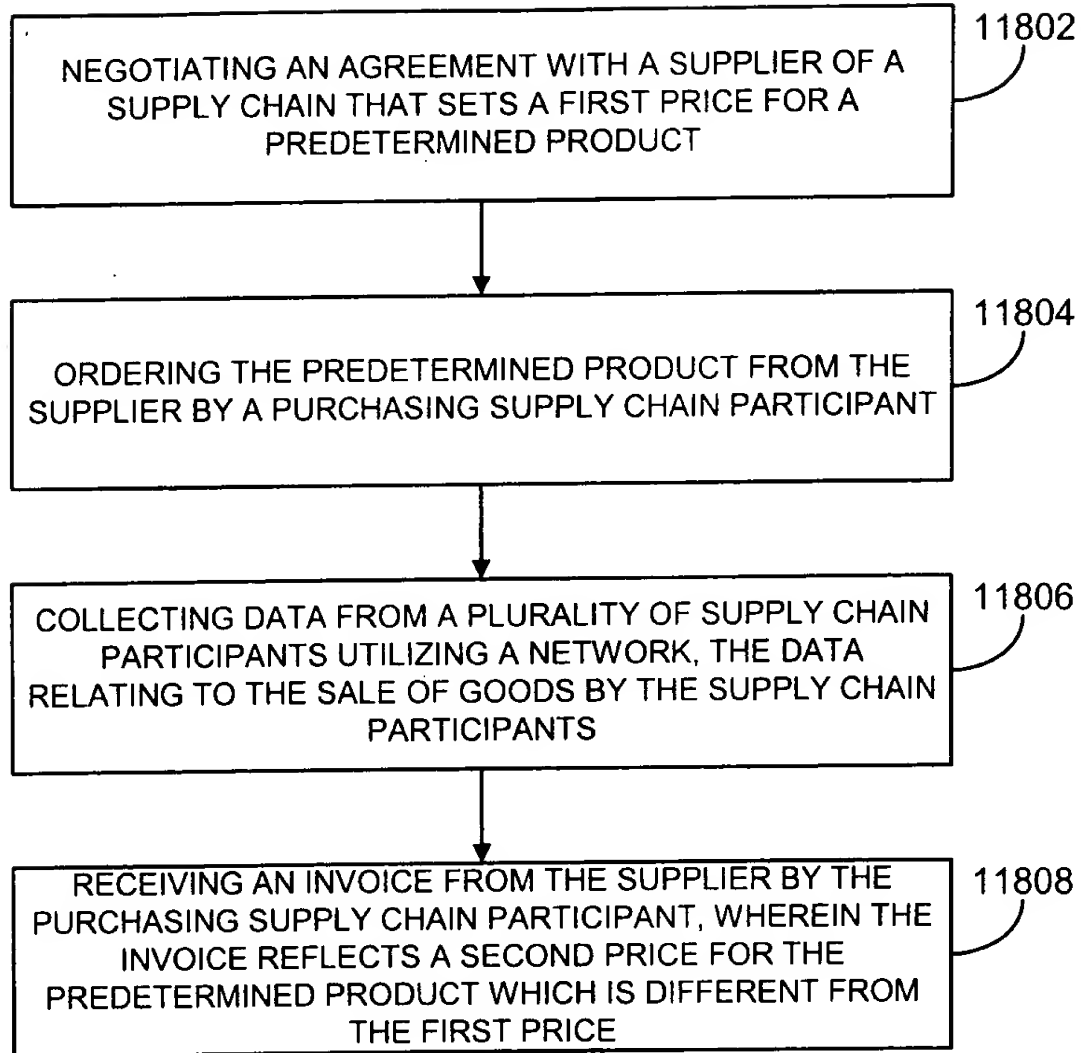 11802
NEGOTIATING AN AGREEMENT WITH A SUPPLIER OF A
SUPPLY CHAIN THAT SETS A FIRST PRICE FOR A
PREDETERMINED PRODUCT
11804
ORDERING THE PREDETERMINED PRODUCT FROM THE
SUPPLIER BY A PURCHASING SUPPLY CHAIN PARTICIPANT
11806
COLLECTING DATA FROM A PLURALITY OF SUPPLY CHAIN
PARTICIPANTS UTILIZING A NETWORK, THE DATA
RELATING TO THE SALE OF GOODS BY THE SUPPLY CHAIN
PARTICIPANTS
11808
RECEIVING AN INVOICE FROM THE SUPPLIER BY THE
PURCHASING SUPPLY CHAIN PARTICIPANT, WHEREIN THE
INVOICE REFLECTS A SECOND PRICE FOR THE
PREDETERMINED PRODUCT WHICH IS DIFFERENT FROM
THE FIRST PRICE